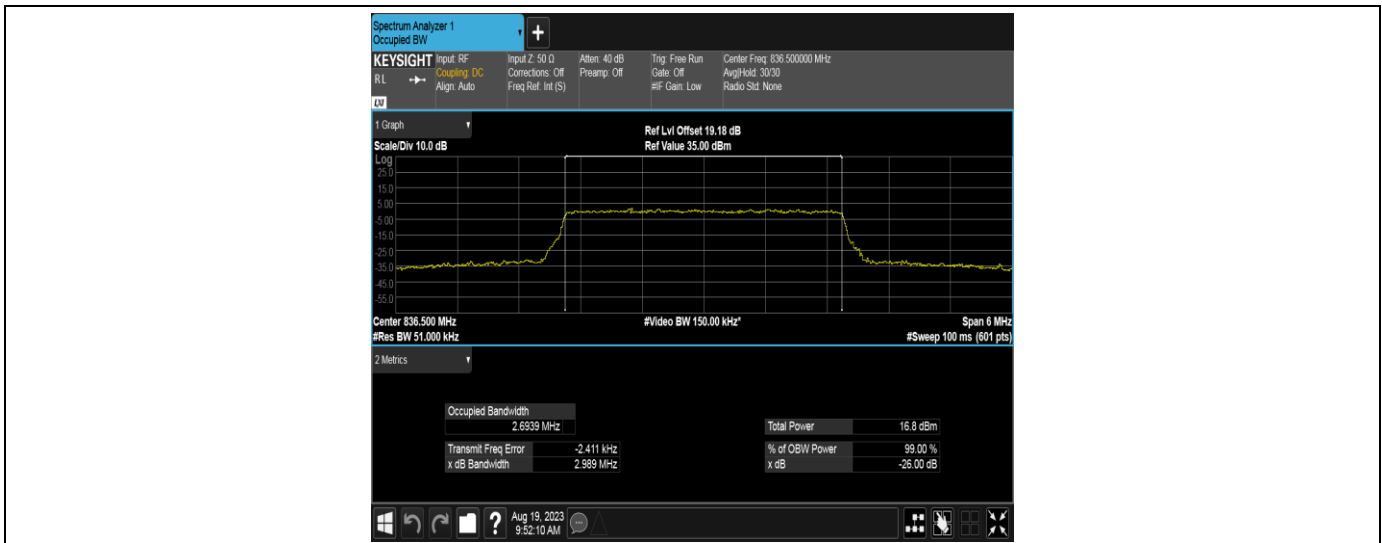 Spectrum Analyzer 1
Occupied BW
+
KEYSIGHT Input: RF Input Z: 50 Ω Atten: 40 dB Trig: Free Run Center Freq: 836.500000 MHz
RL Coupling: DC Corrections: Off Preamp: Off Gate: Off Avg|Hold: 30/30
Align: Auto Freq Ref: Int (S) #IF Gain: Low Radio Std: None
LXI
1 Graph
Ref Lvl Offset 19.18 dB
Scale/Div 10.0 dB Ref Value 35.00 dBm
Log
25.0
15.0
5.00
-5.00
-15.0
-25.0
-35.0
-45.0
-55.0
Center 836.500 MHz #Video BW 150.00 kHz* Span 6 MHz
#Res BW 51.000 kHz #Sweep 100 ms (601 pts)
2 Metrics
Occupied Bandwidth
2.6939 MHz Total Power 16.8 dBm
Transmit Freq Error -2.411 kHz % of OBW Power 99.00 %
x dB Bandwidth 2.989 MHz x dB -26.00 dB
? Aug 19, 2023
9:52:10 AM